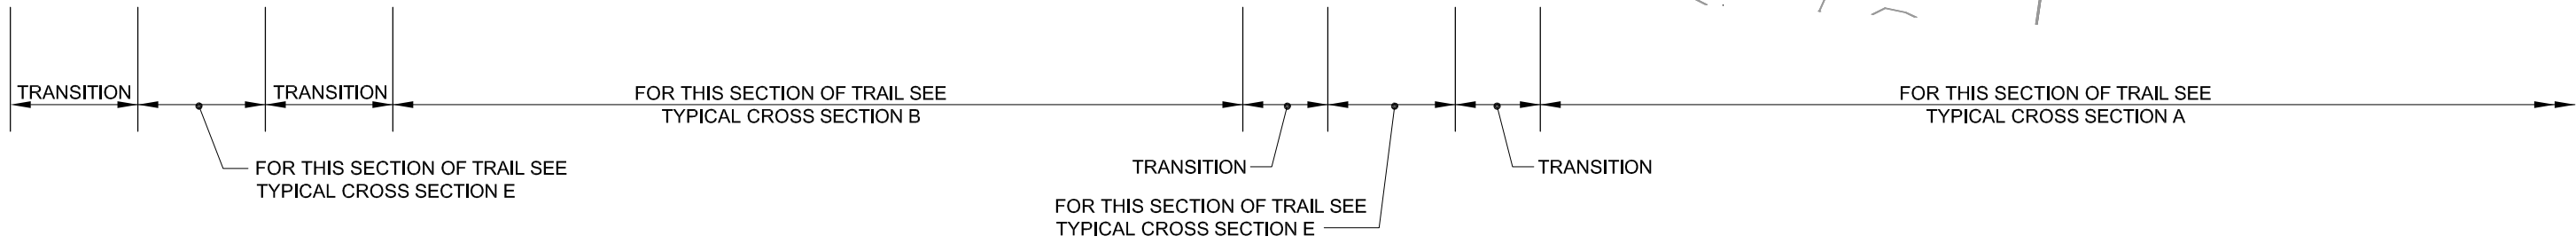 TRANSITION
TRANSITION
FOR THIS SECTION OF TRAIL SEE
TYPICAL CROSS SECTION B
FOR THIS SECTION OF TRAIL SEE
TYPICAL CROSS SECTION A
FOR THIS SECTION OF TRAIL SEE
TYPICAL CROSS SECTION E
TRANSITION
TRANSITION
FOR THIS SECTION OF TRAIL SEE
TYPICAL CROSS SECTION E